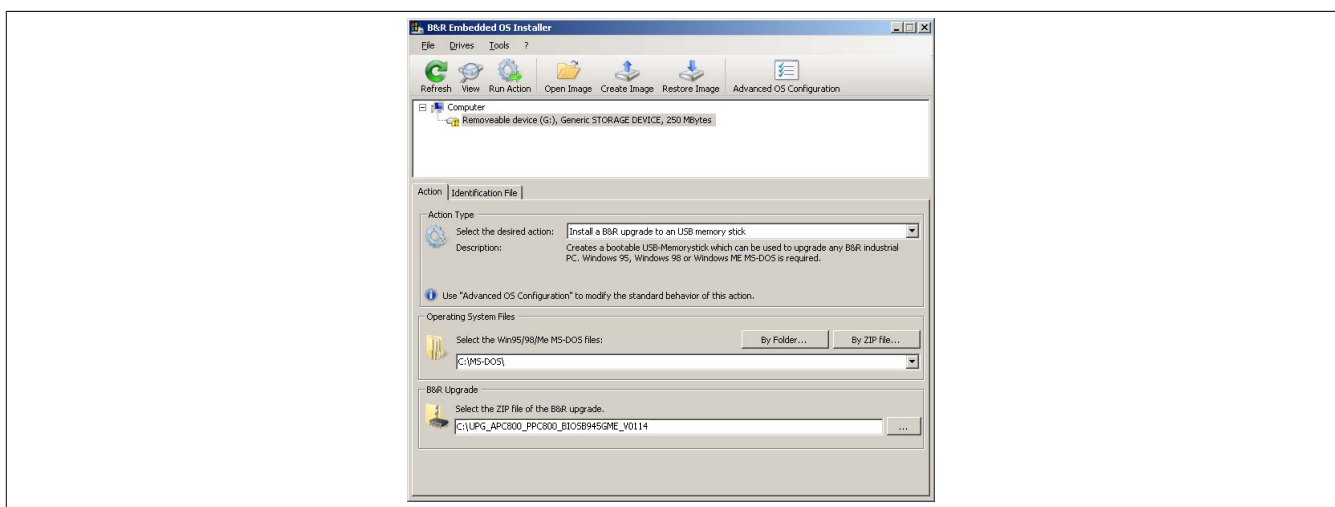 B&R Embedded OS Installer
File Drives Tools ?
Refresh View Run Action Open Image Create Image Restore Image Advanced OS Configuration
Computer
Removeable device (G:), Generic STORAGE DEVICE, 250 MBytes
Action Identification File
Action Type
Select the desired action: Install a B&R upgrade to an USB memory stick
Description: Creates a bootable USB-Memorystick which can be used to upgrade any B&R industrial
PC. Windows 95, Windows 98 or Windows ME MS-DOS is required.
Use "Advanced OS Configuration" to modify the standard behavior of this action.
Operating System Files
Select the Win95/98/Me MS-DOS files: By Folder... By ZIP file...
C:\MS-DOS\
B&R Upgrade
Select the ZIP file of the B&R upgrade.
C:\UPG_APC800_PPC800_BIOSB945GME_V0114 ...